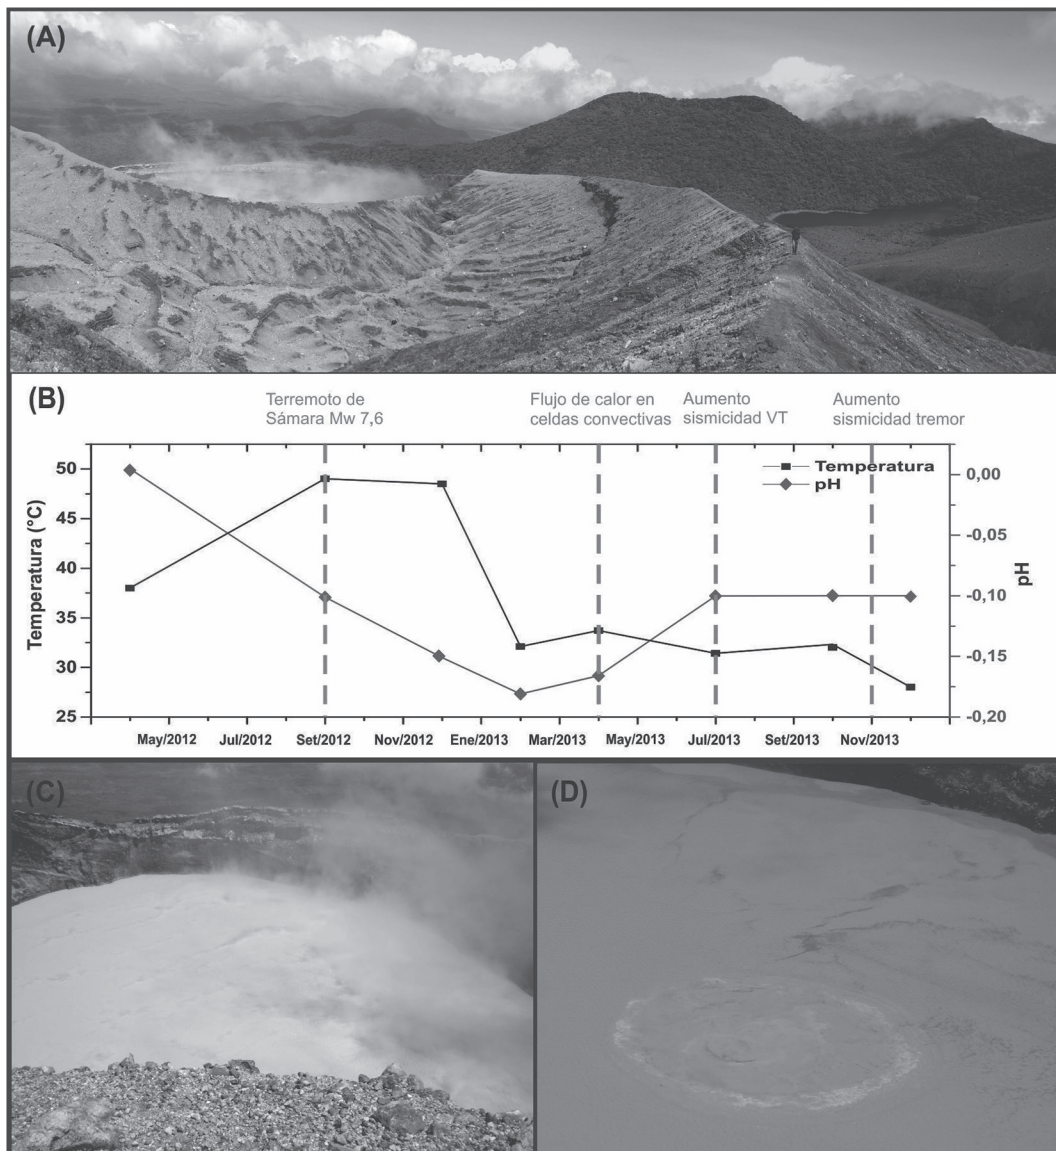 (A)
(B)
Terremoto de
Sámara Mw 7,6
Flujo de calor en
celdas convectivas
Aumento
sismicidad VT
Aumento
sismicidad tremor
Temperatura
pH
50
45
40
35
30
25
Temperatura (°C)
0,00
-0,05
-0,10
-0,15
-0,20
pH
May/2012
Jul/2012
Set/2012
Nov/2012
Ene/2013
Mar/2013
May/2013
Jul/2013
Set/2013
Nov/2013
(C)
(D)